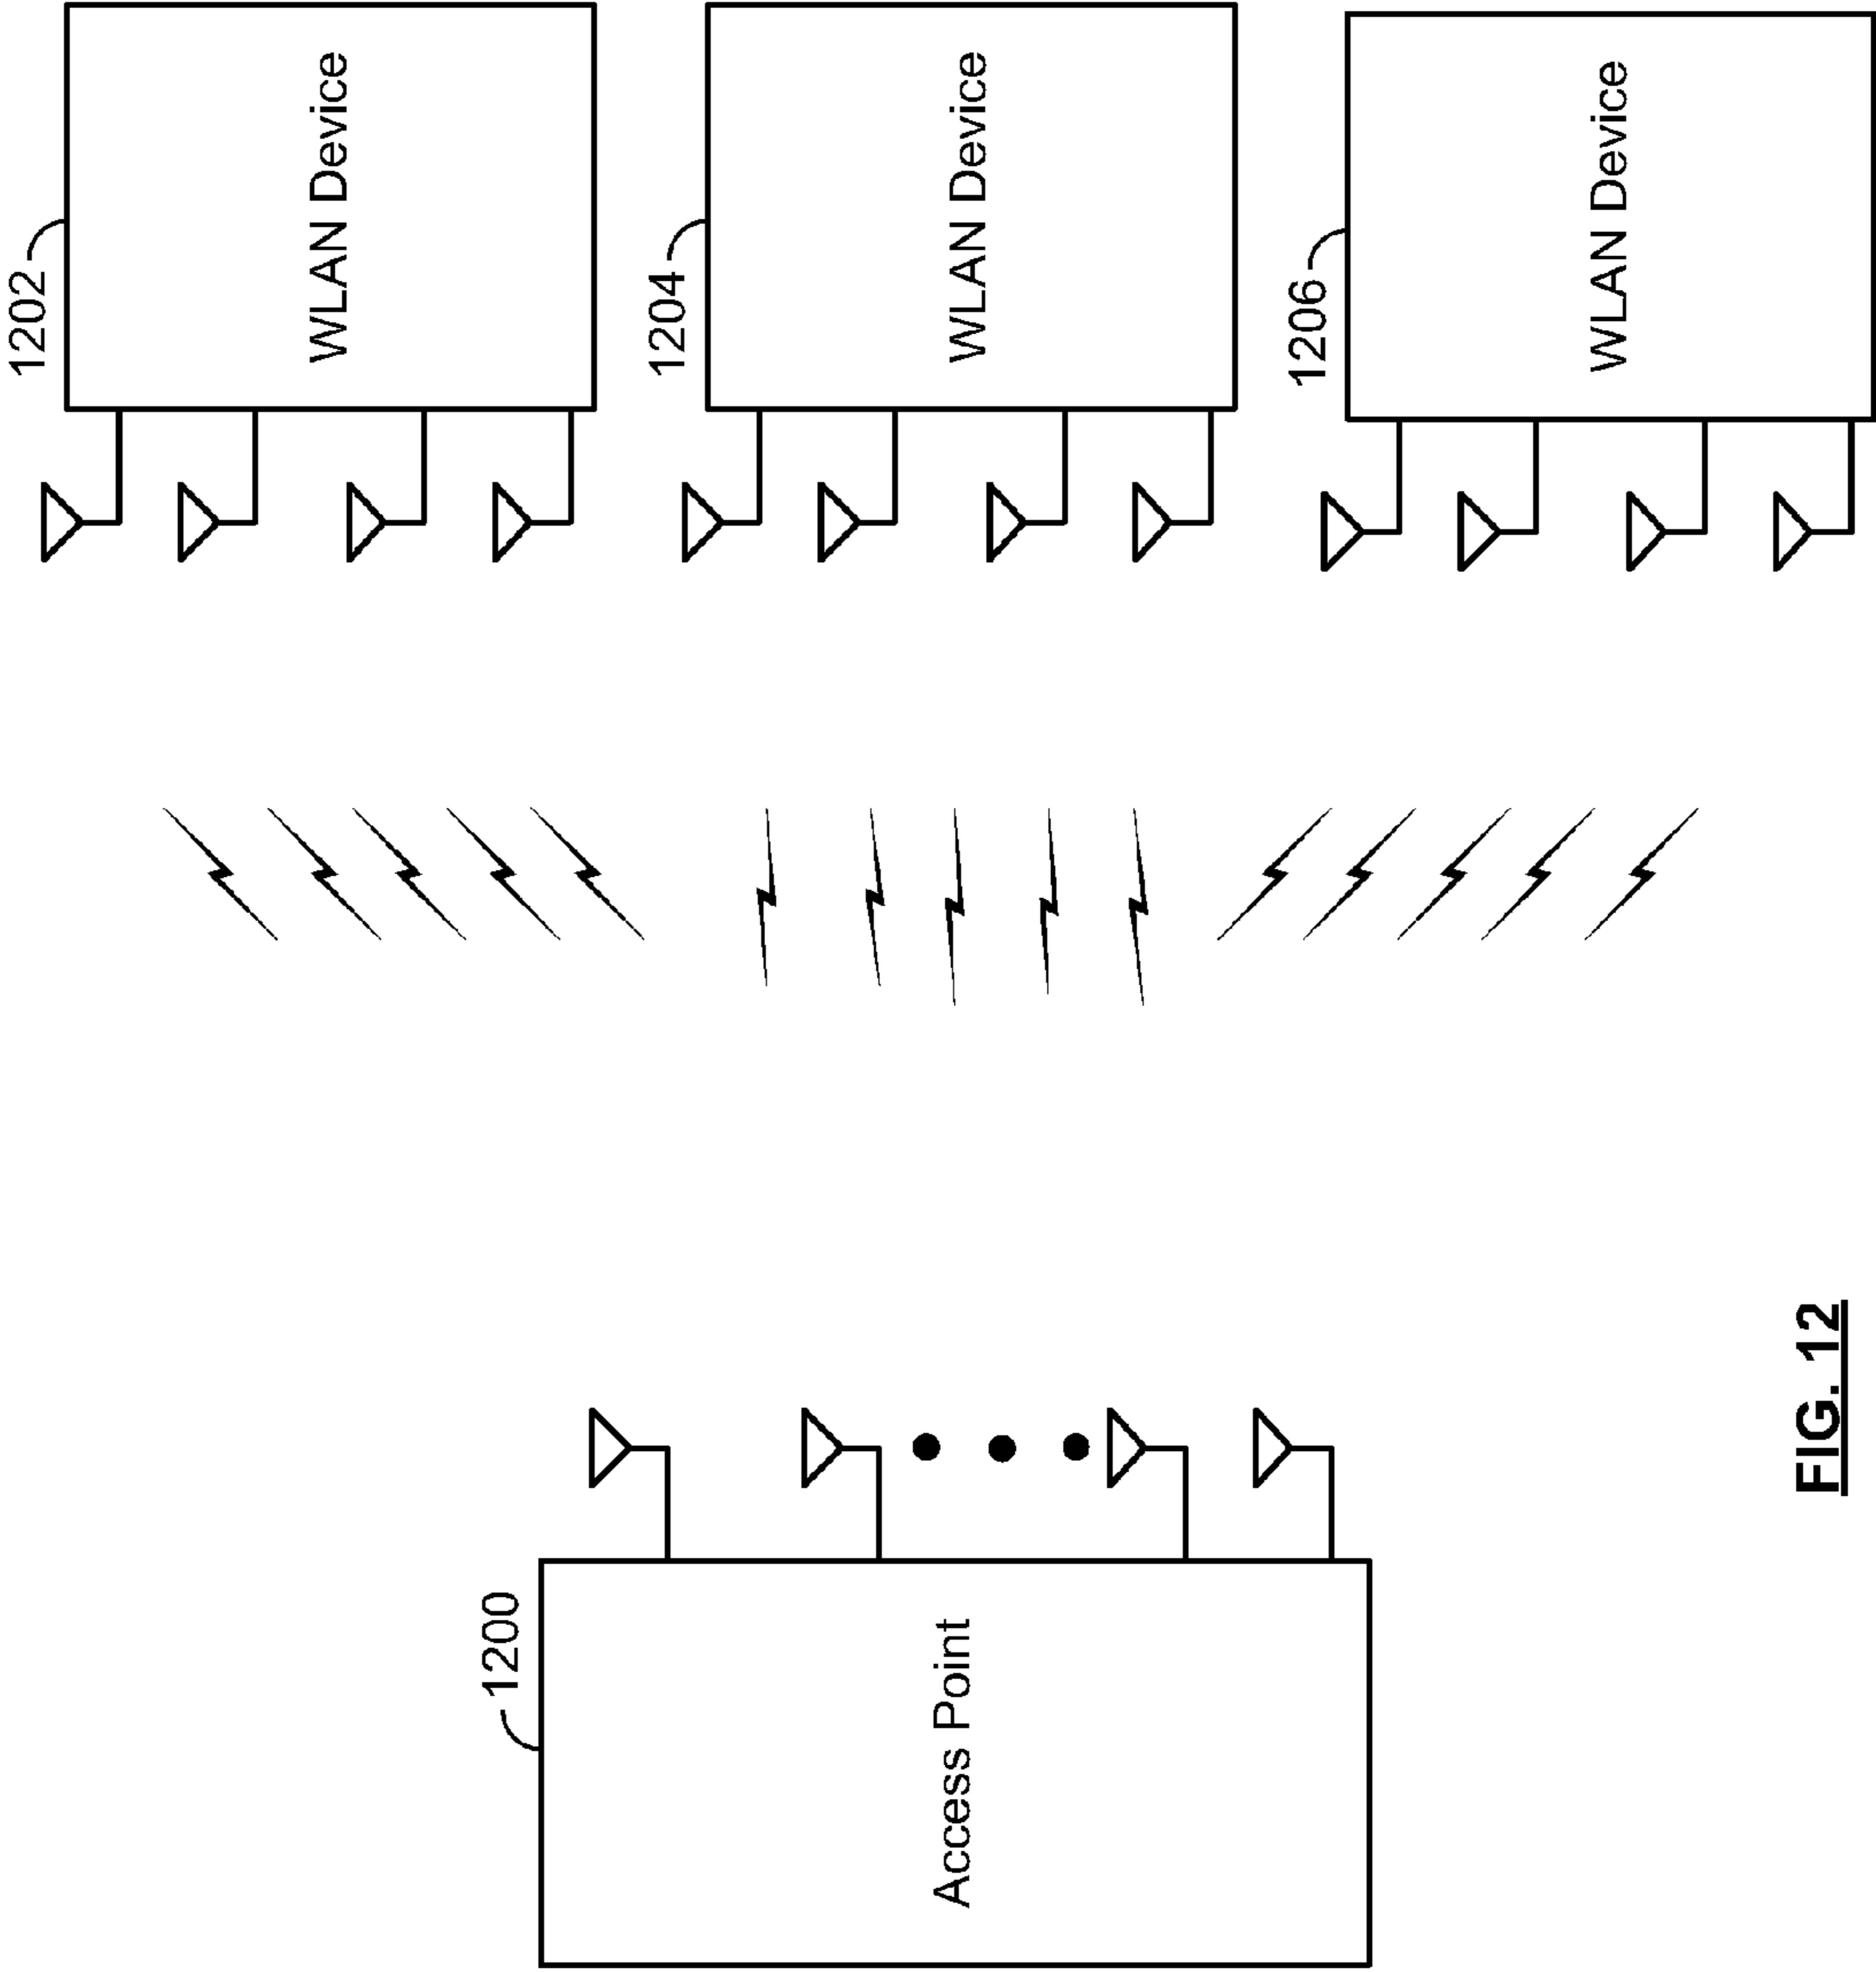 1202
WLAN Device
1204
WLAN Device
1206
WLAN Device
1200
Access Point
FIG. 12